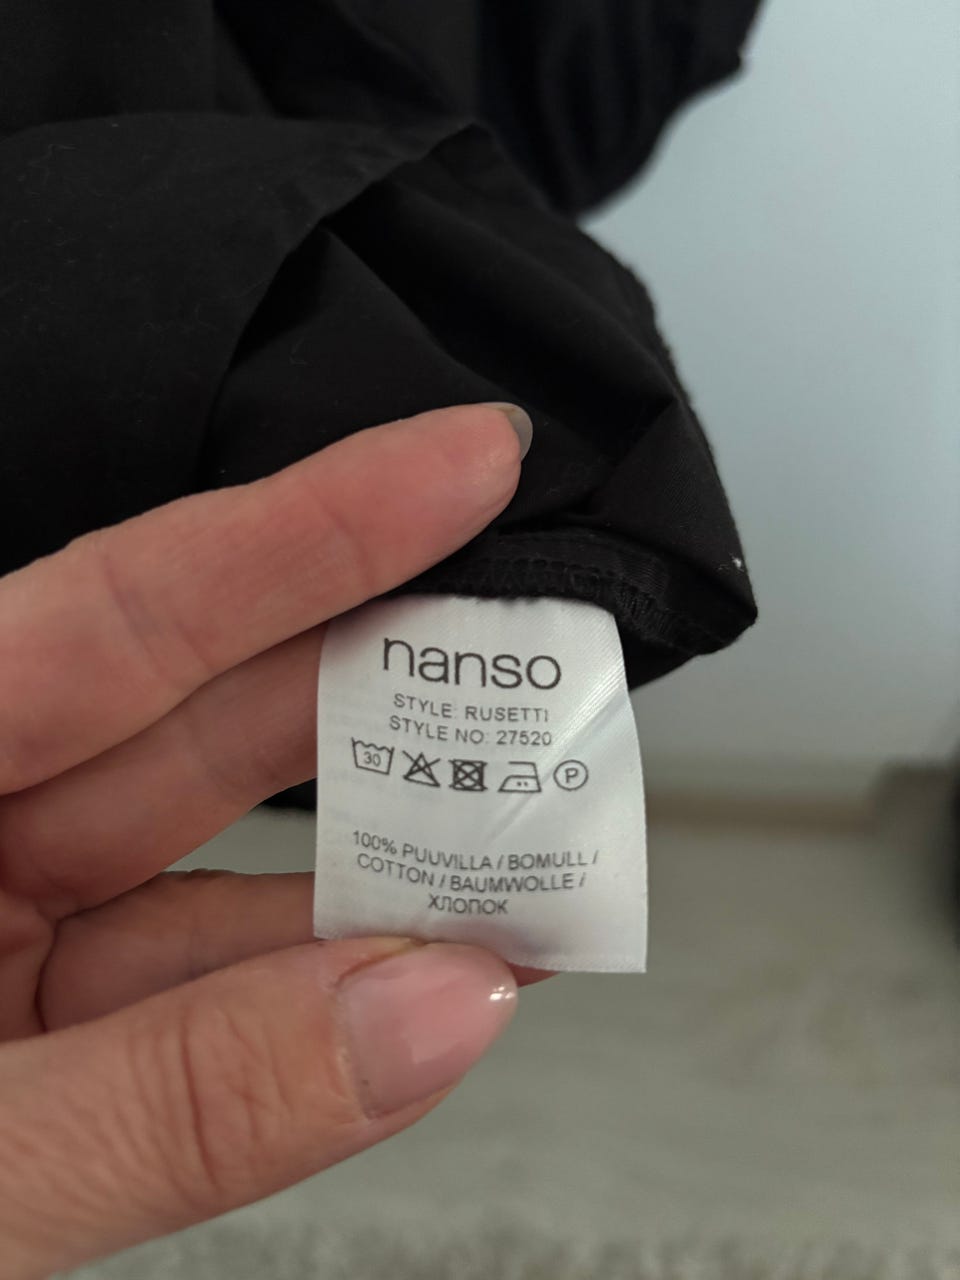 nanso
STYLE: RUSETTI
STYLE NO: 27520
30 P
100% PUUVILLA / BOMULL /
COTTON / BAUMWOLLE /
ХЛОПОК